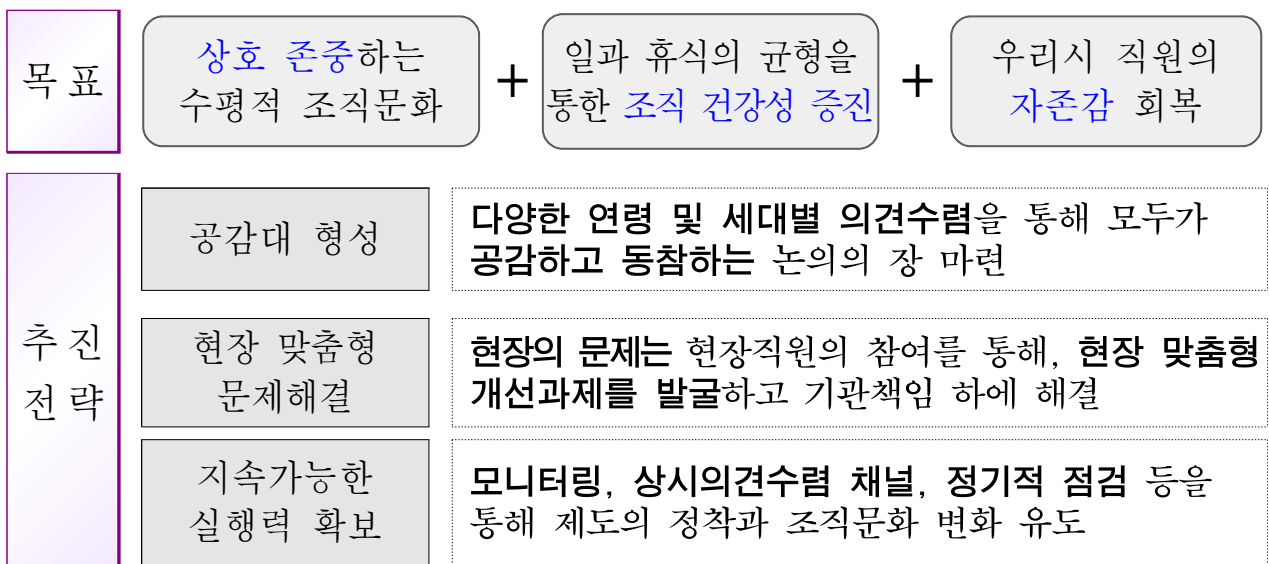 목 표
상호 존중하는
수평적 조직문화
+
일과 휴식의 균형을
통한 조직 건강성 증진
+
우리시 직원의
자존감 회복
추 진
전 략
공감대 형성
다양한 연령 및 세대별 의견수렴을 통해 모두가
공감하고 동참하는 논의의 장 마련
현장 맞춤형
문제해결
현장의 문제는 현장직원의 참여를 통해, 현장 맞춤형
개선과제를 발굴하고 기관책임 하에 해결
지속가능한
실행력 확보
모니터링, 상시의견수렴 채널, 정기적 점검 등을
통해 제도의 정착과 조직문화 변화 유도